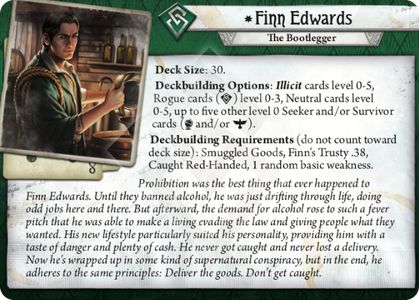 Finn Edwards
The Bootlegger
Deck Size: 30.
Deckbuilding Options: Illicit cards level 0-5,
Rogue cards () level 0-3, Neutral cards level
0-5, up to five other level 0 Seeker and/or Survivor
cards ( and/or ).
Deckbuilding Requirements (do not count toward
deck size): Smuggled Goods, Finn's Trusty .38,
Caught Red-Handed, 1 random basic weakness.
Prohibition was the best thing that ever happened to
Finn Edwards. Until they banned alcohol, he was just drifting through life, doing
odd jobs here and there. But afterward, the demand for alcohol rose to such a fever
pitch that he was able to make a living evading the law and giving people what they
wanted. His new lifestyle particularly suited his personality, providing him with a
taste of danger and plenty of cash. He never got caught and never lost a delivery.
Now he's wrapped up in some kind of supernatural conspiracy, but in the end, he
adheres to the same principles: Deliver the goods. Don't get caught.